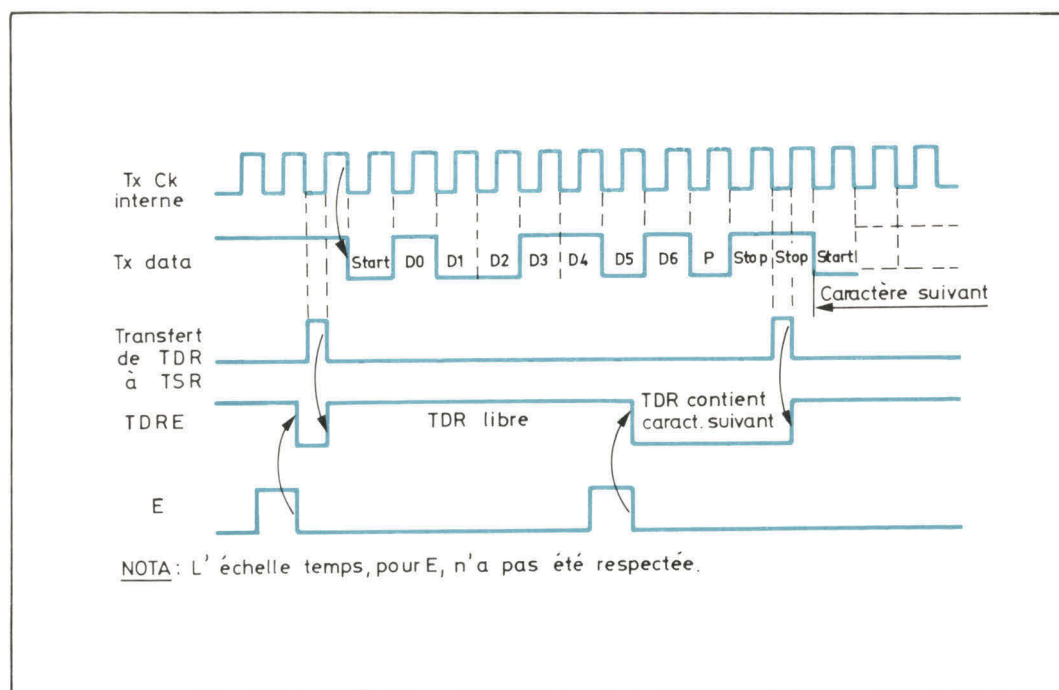 Tx Ck
interne
Tx data
Start D0 D1 D2 D3 D4 D5 D6 P Stop Stop Start
Caractère suivant
Transfert
de TDR
à TSR
TDRE
TDR libre
TDR contient
caract. suivant
E
NOTA : L' échelle temps, pour E, n'a pas été respectée.